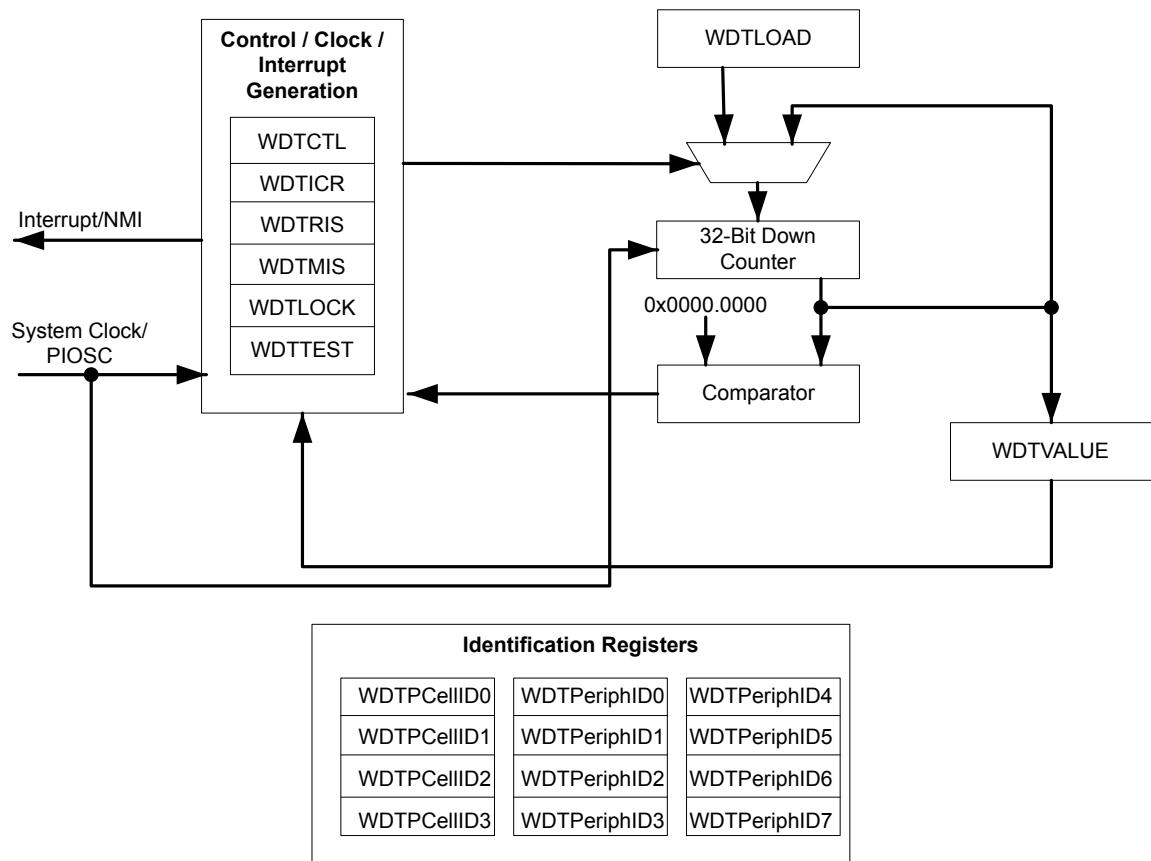 Control / Clock /
Interrupt
Generation
WDTCTL
WDTICR
WDTRIS
WDTMIS
WDTLOCK
WDTTEST
Interrupt/NMI
System Clock/
PIOSC
WDTLOAD
32-Bit Down
Counter
0x0000.0000
Comparator
WDTVALUE
Identification Registers
WDTPCellID0
WDTPCellID1
WDTPCellID2
WDTPCellID3
WDTPeriphID0
WDTPeriphID1
WDTPeriphID2
WDTPeriphID3
WDTPeriphID4
WDTPeriphID5
WDTPeriphID6
WDTPeriphID7